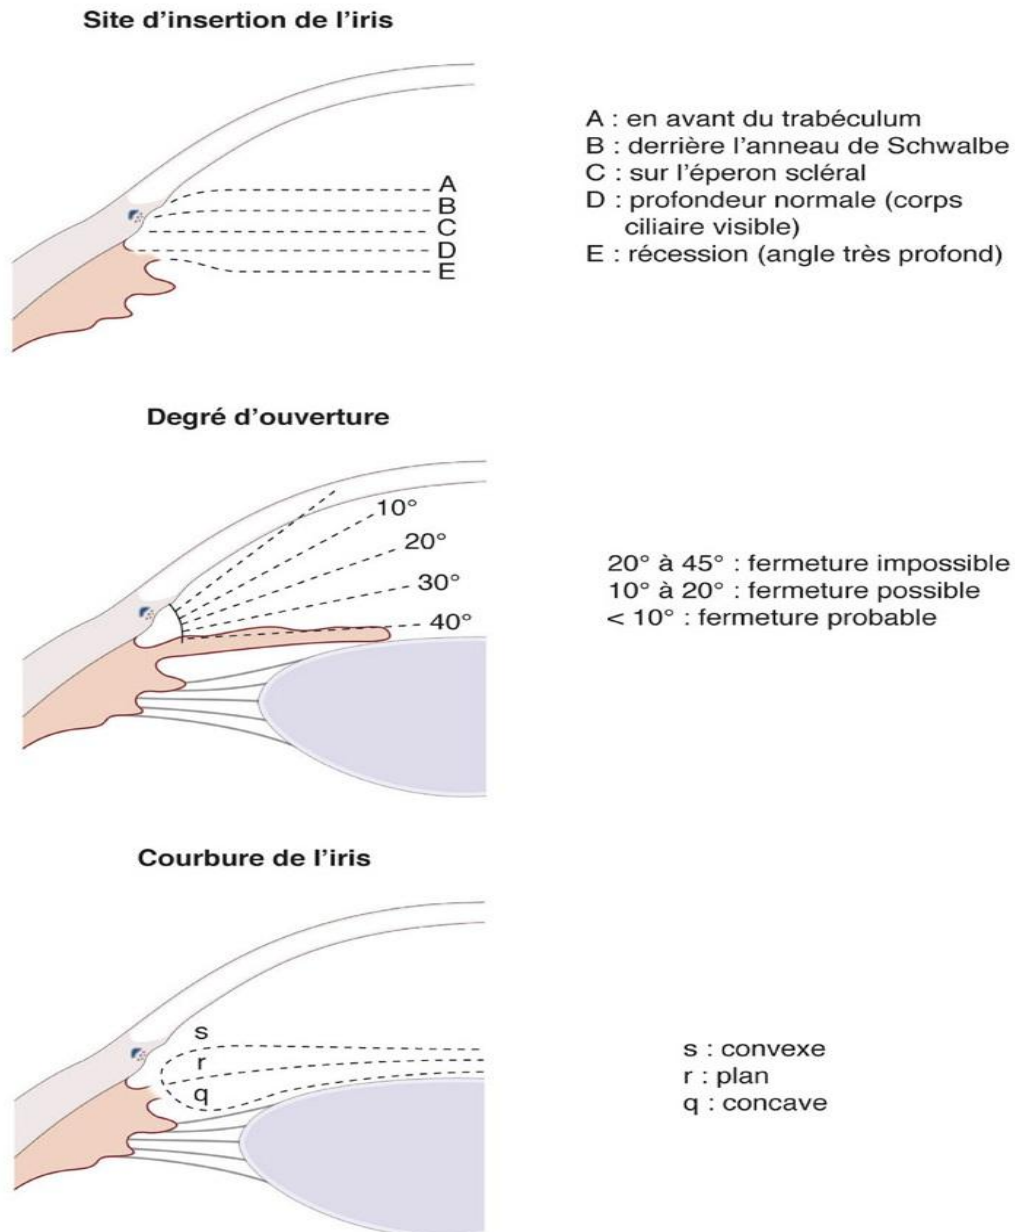 Site d'insertion de l'iris
A
B
C
D
E
A : en avant du trabéculum
B : derrière l'anneau de Schwalbe
C : sur l'éperon scléral
D : profondeur normale (corps
ciliaire visible)
E : récession (angle très profond)
Degré d'ouverture
10°
20°
30°
40°
20° à 45° : fermeture impossible
10° à 20° : fermeture possible
< 10° : fermeture probable
Courbure de l'iris
s
r
q
s : convexe
r : plan
q : concave